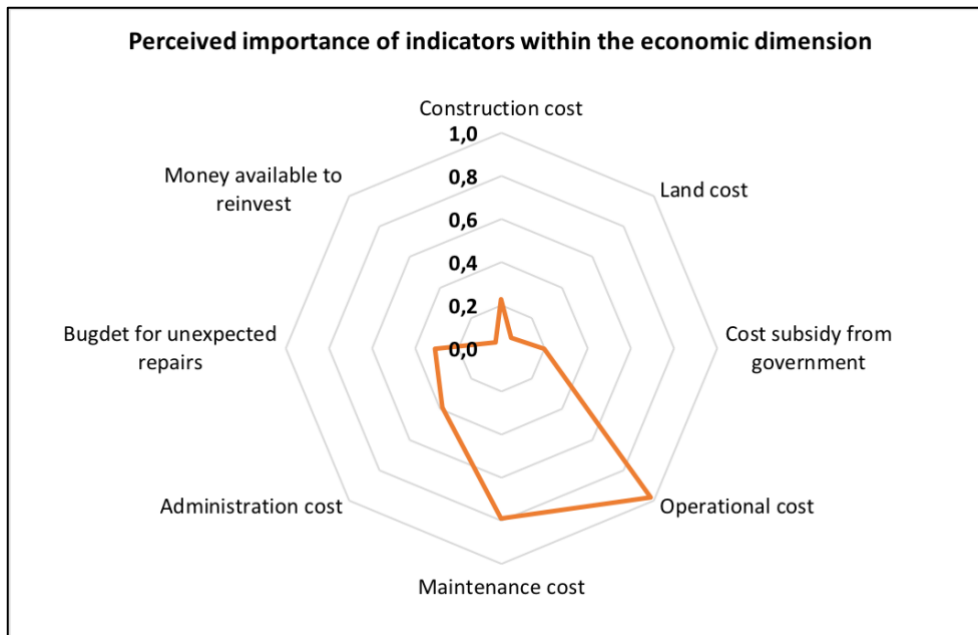 Perceived importance of indicators within the economic dimension
Construction cost
1,0
0,8
0,6
0,4
0,2
0,0
Land cost
Cost subsidy from
government
Operational cost
Maintenance cost
Administration cost
Bugdet for unexpected
repairs
Money available to
reinvest